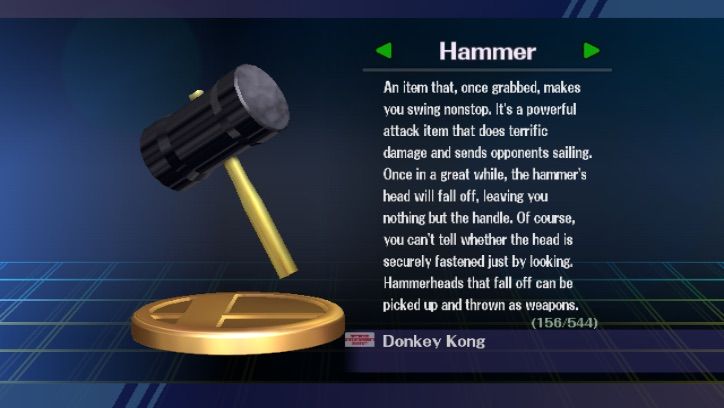 Hammer
An item that, once grabbed, makes
you swing nonstop. It's a powerful
attack item that does terrific
damage and sends opponents sailing.
Once in a great while, the hammer's
head will fall off, leaving you
nothing but the handle. Of course,
you can't tell whether the head is
securely fastened just by looking.
Hammerheads that fall off can be
picked up and thrown as weapons.
(156/544)
Donkey Kong